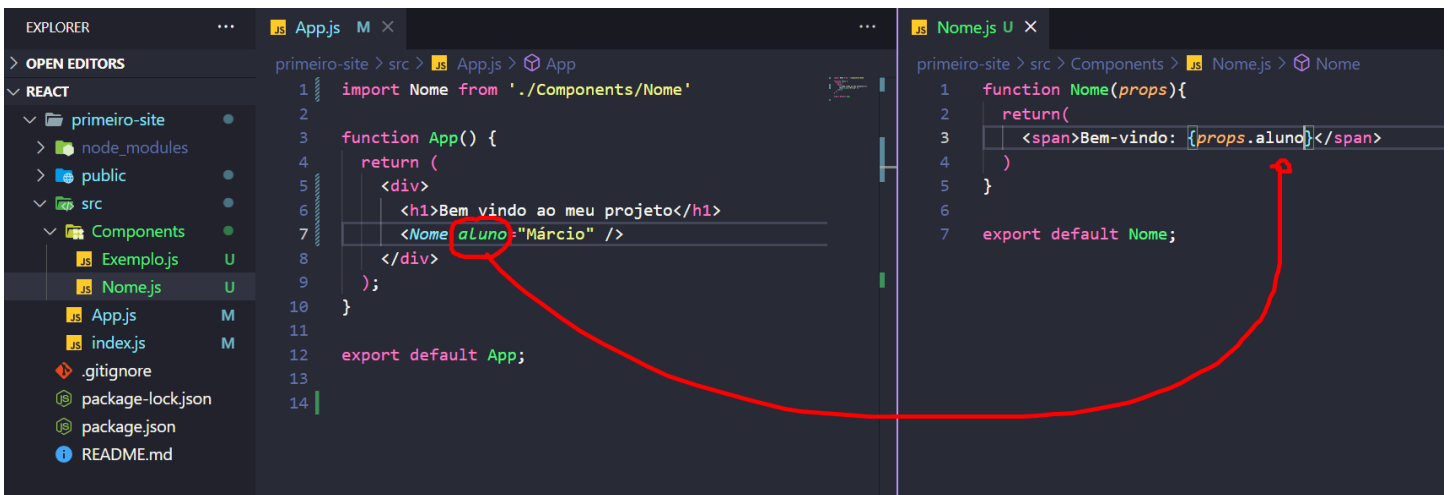 EXPLORER ···
OPEN EDITORS
REACT
primeiro-site
node_modules
public
src
Components
Exemplo.js U
Nome.js U
App.js M
index.js M
.gitignore
package-lock.json
package.json
README.md
JS App.js M ×
···
primeiro-site > src > JS App.js > App
1 import Nome from './Components/Nome'
2
3 function App() {
4 return (
5 <div>
6 <h1>Bem vindo ao meu projeto</h1>
7 <Nome aluno="Márcio" />
8 </div>
9 );
10 }
11
12 export default App;
13
14
JS Nome.js U ×
primeiro-site > src > Components > JS Nome.js > Nome
1 function Nome(props){
2 return(
3 <span>Bem-vindo: {props.aluno}</span>
4 )
5 }
6
7 export default Nome;